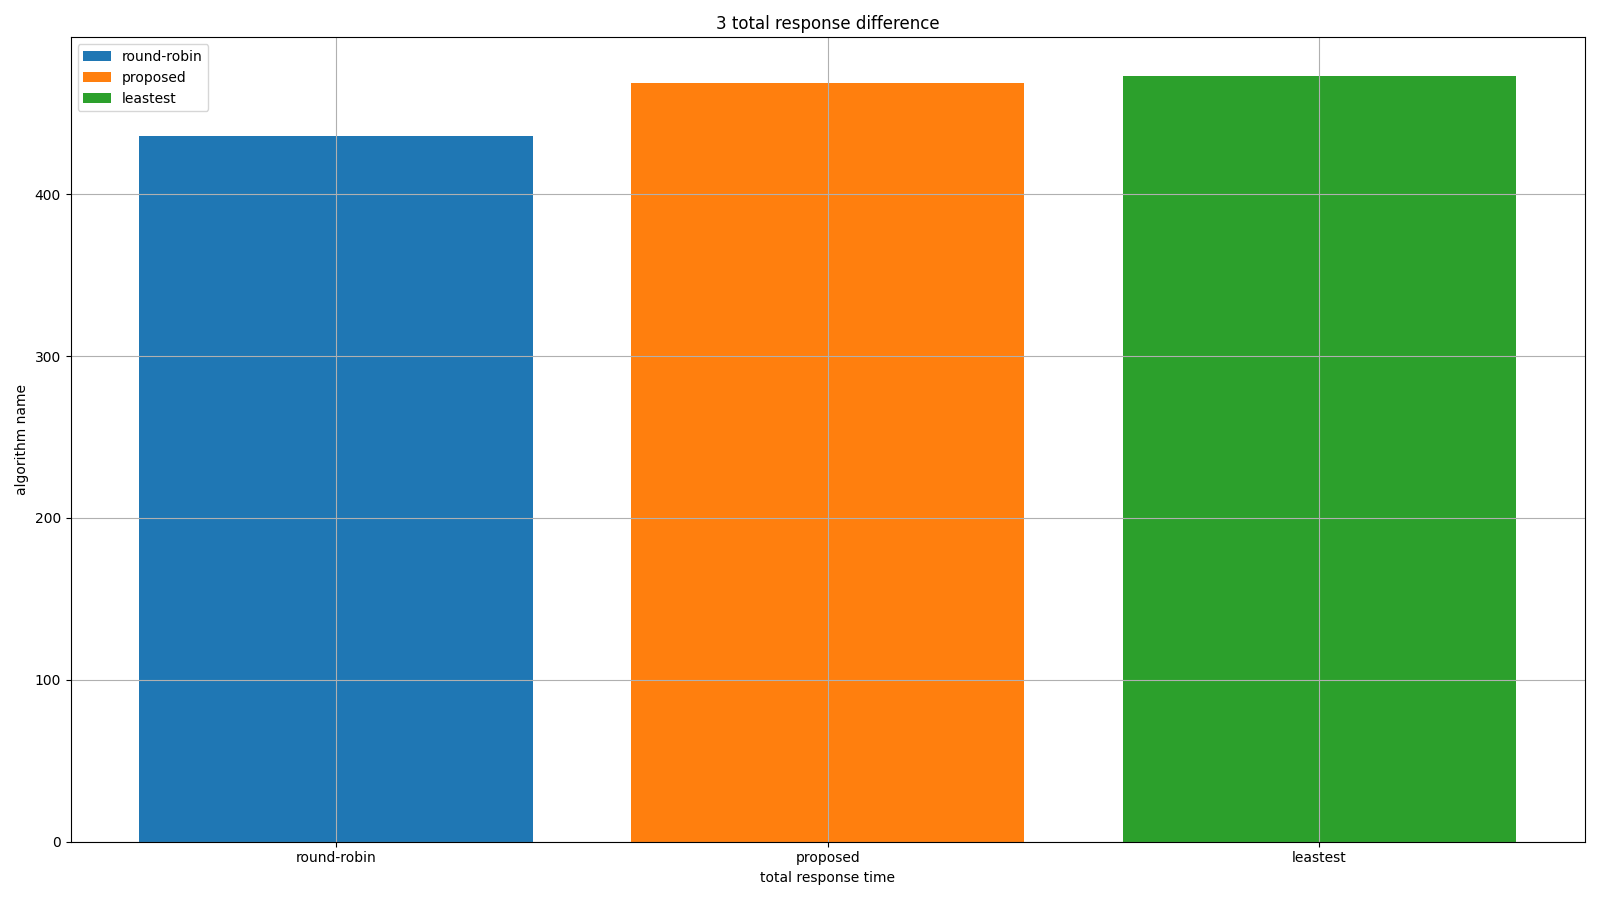 3 total response difference
round-robin
proposed
leastest
400
300
200
100
0
algorithm name
round-robin proposed leastest
total response time